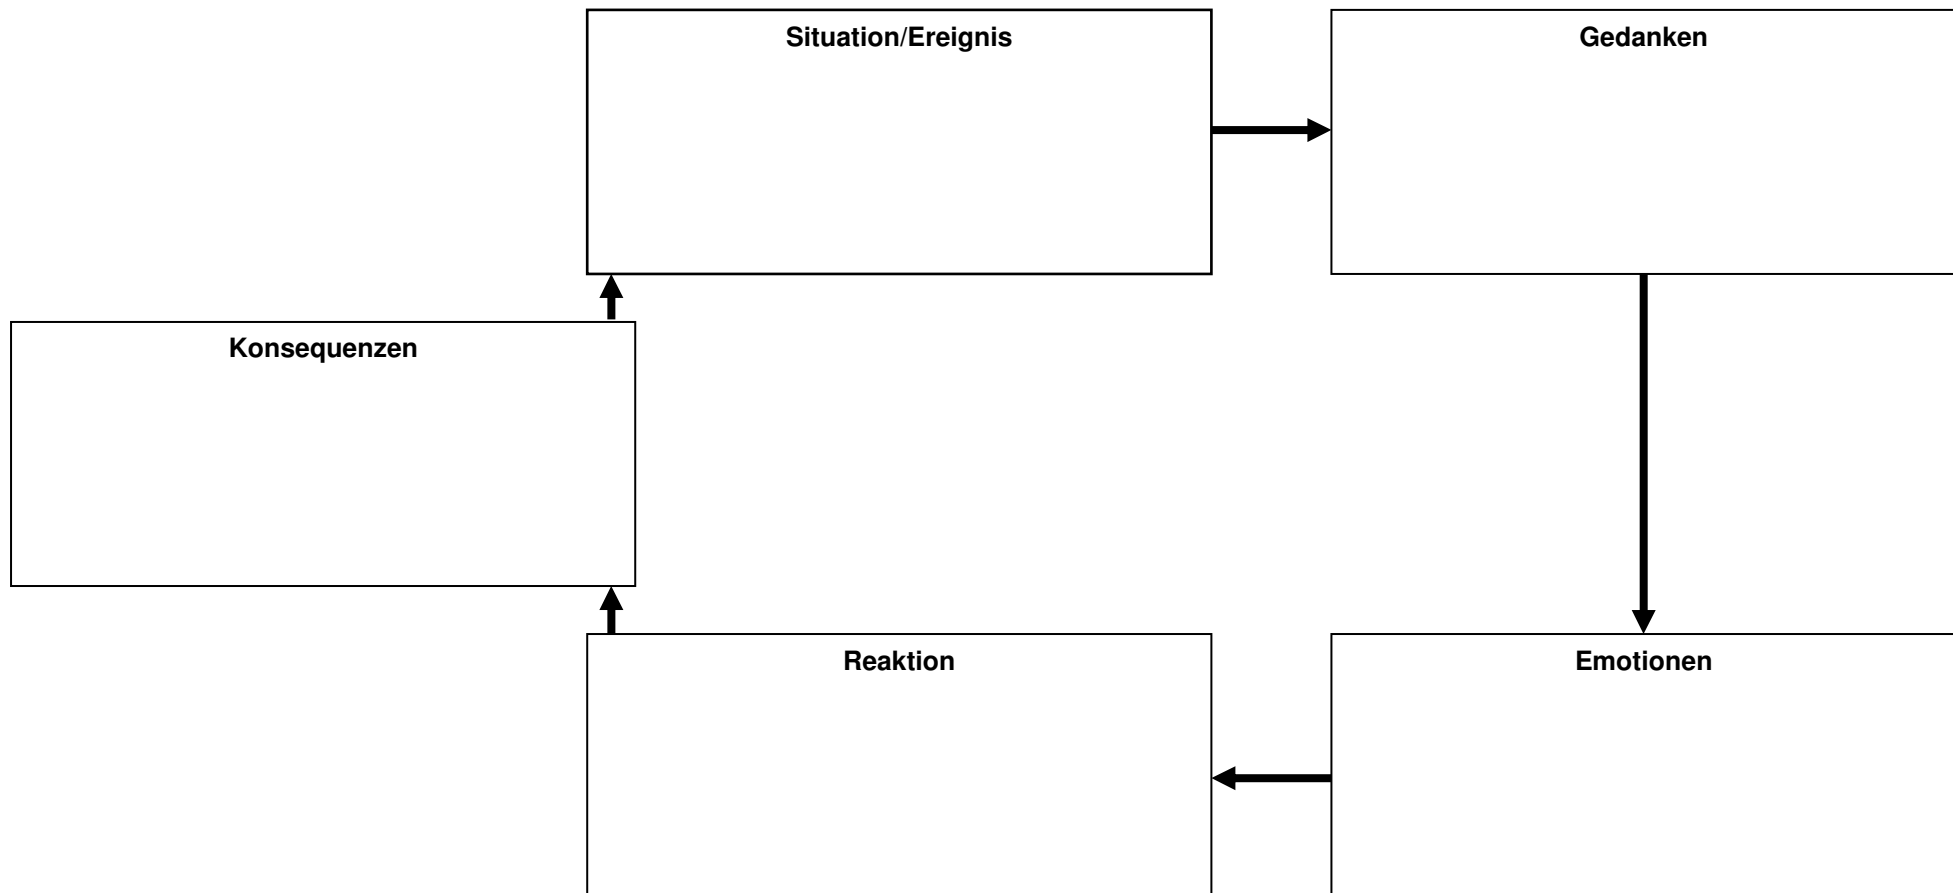 Situation/Ereignis
Gedanken
Konsequenzen
Reaktion
Emotionen